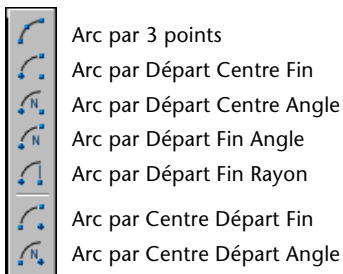 Arc par 3 points
Arc par Départ Centre Fin
N Arc par Départ Centre Angle
N Arc par Départ Fin Angle
Arc par Départ Fin Rayon
Arc par Centre Départ Fin
N Arc par Centre Départ Angle